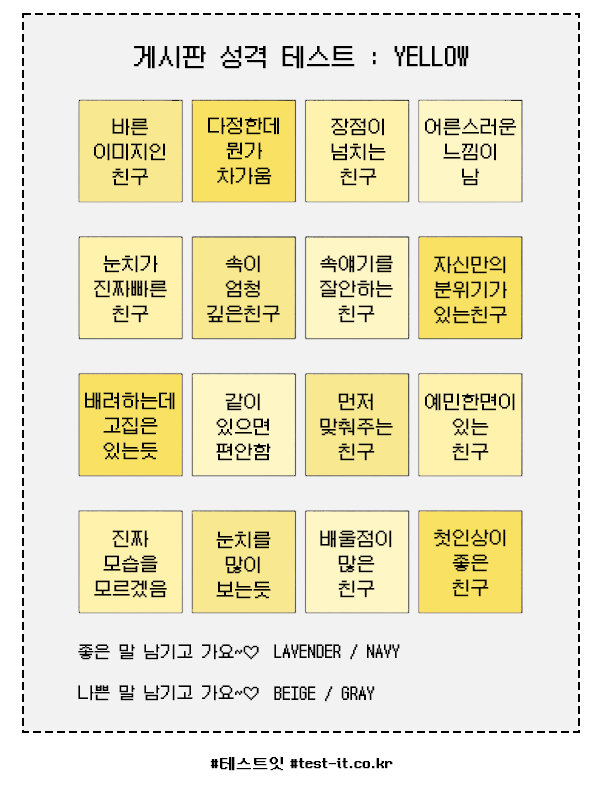 게시판 성격 테스트 : YELLOW
바른
이미지인
친구
다정한데
뭔가
차가움
장점이
넘치는
친구
어른스러운
느낌이
남
눈치가
진짜빠른
친구
속이
엄청
깊은친구
속얘기를
잘안하는
친구
자신만의
분위기가
있는친구
배려하는데
고집은
있는듯
같이
있으면
편안함
먼저
맞춰주는
친구
예민한면이
있는
친구
진짜
모습을
모르겠음
눈치를
많이
보는듯
배울점이
많은
친구
첫인상이
좋은
친구
좋은 말 남기고 가요~♡ LAVENDER / NAVY
나쁜 말 남기고 가요~♡ BEIGE / GRAY
#테스트잇 #test-it.co.kr